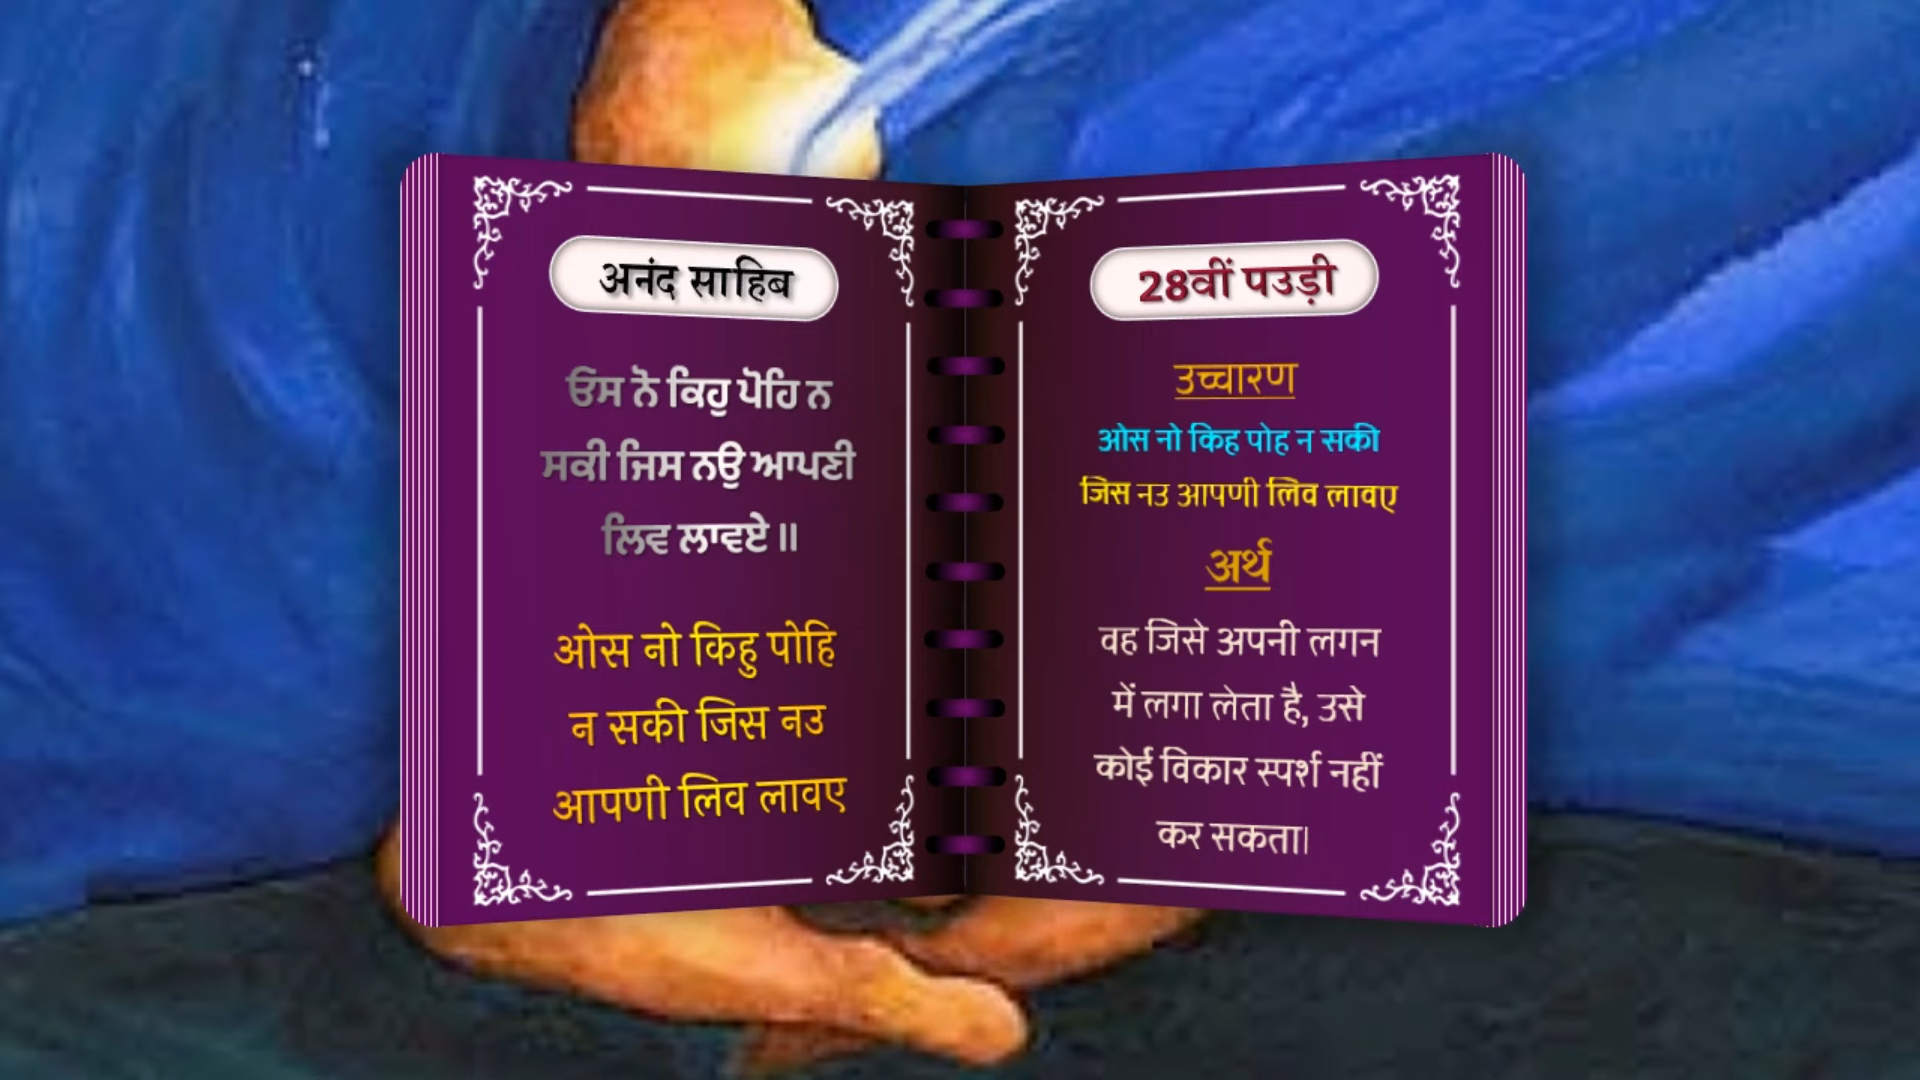 अनंद साहिब
ਓਸ ਨੋ ਕਿਹੁ ਪੋਹਿ ਨ
ਸਕੀ ਜਿਸ ਨਉ ਆਪਣੀ
ਲਿਵ ਲਾਵਏ ॥
ओस नो किहु पोहि
न सकी जिस नउ
आपणी लिव लावए
28वीं पउड़ी
उच्चारण
ओस नो किह पोह न सकी
जिस नउ आपणी लिव लावए
अर्थ
वह जिसे अपनी लगन
में लगा लेता है, उसे
कोई विकार स्पर्श नहीं
कर सकता।